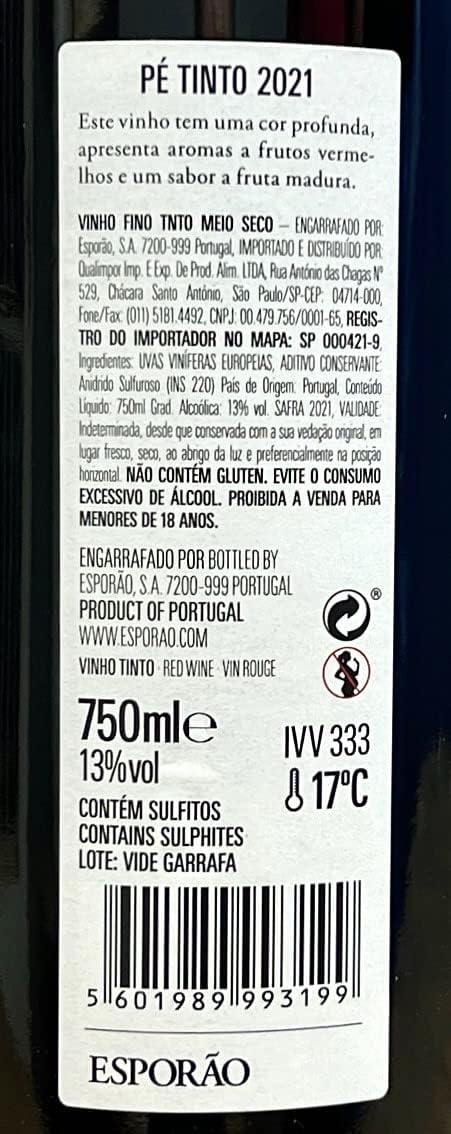 PÉ TINTO 2021
Este vinho tem uma cor profunda,
apresenta aromas a frutos verme-
lhos e um sabor a fruta madura.
VINHO FINO TNTO MEIO SECO – ENGARRAFADO POR:
Esporão, S.A. 7200-999 Portugal, IMPORTADO E DISTRIBUÍDO POR:
Qualimpor Imp. E Exp. De Prod. Alim. LTDA, Rua António das Chagas Nº
529, Chácara Santo António, São Paulo/SP-CEP: 04714-000,
Fone/Fax: (011) 5181.4492, CNPJ: 00.479.756/0001-65, REGIS-
TRO DO IMPORTADOR NO MAPA: SP 000421-9,
Ingredientes: UVAS VINÍFERAS EUROPEIAS, ADITIVO CONSERVANTE:
Anidrido Sulfuroso (INS 220) País de Origem: Portugal, Conteúdo
Líquido: 750ml Grad. Alcoólica: 13% vol. SAFRA 2021, VALIDADE:
Indeterminada, desde que conservada com a sua vedação original, em
lugar fresco, seco, ao abrigo da luz e preferencialmente na posição
horizontal. NÃO CONTÉM GLUTEN. EVITE O CONSUMO
EXCESSIVO DE ÁLCOOL. PROIBIDA A VENDA PARA
MENORES DE 18 ANOS.
ENGARRAFADO POR BOTTLED BY
ESPORÃO, S.A. 7200-999 PORTUGAL
PRODUCT OF PORTUGAL
WWW.ESPORAO.COM
VINHO TINTO · RED WINE · VIN ROUGE
®
750ml℮
13%vol
IVV 333
17ºC
CONTÉM SULFITOS
CONTAINS SULPHITES
LOTE: VIDE GARRAFA
5 601989 993199
ESPORÃO